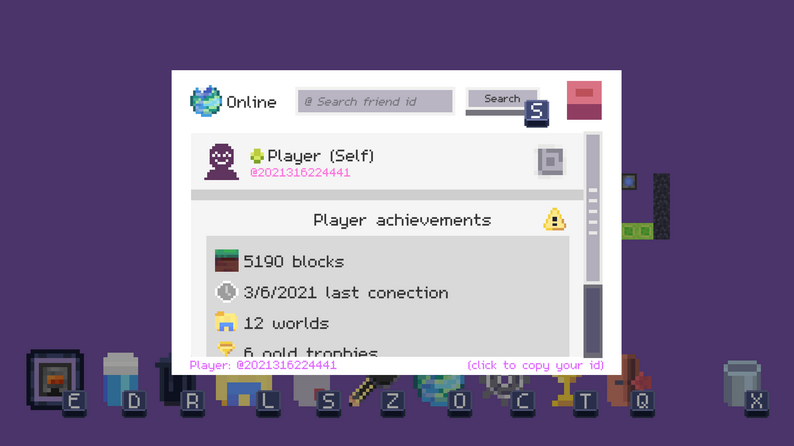 Online
@ Search friend id
Search
S
Player (Self)
@2021316224441
Player achievements
5190 blocks
3/6/2021 last conection
12 worlds
6 gold trophies
Player: @2021316224441
(click to copy your id)
E
D
R
L
S
Z
O
C
T
Q
X